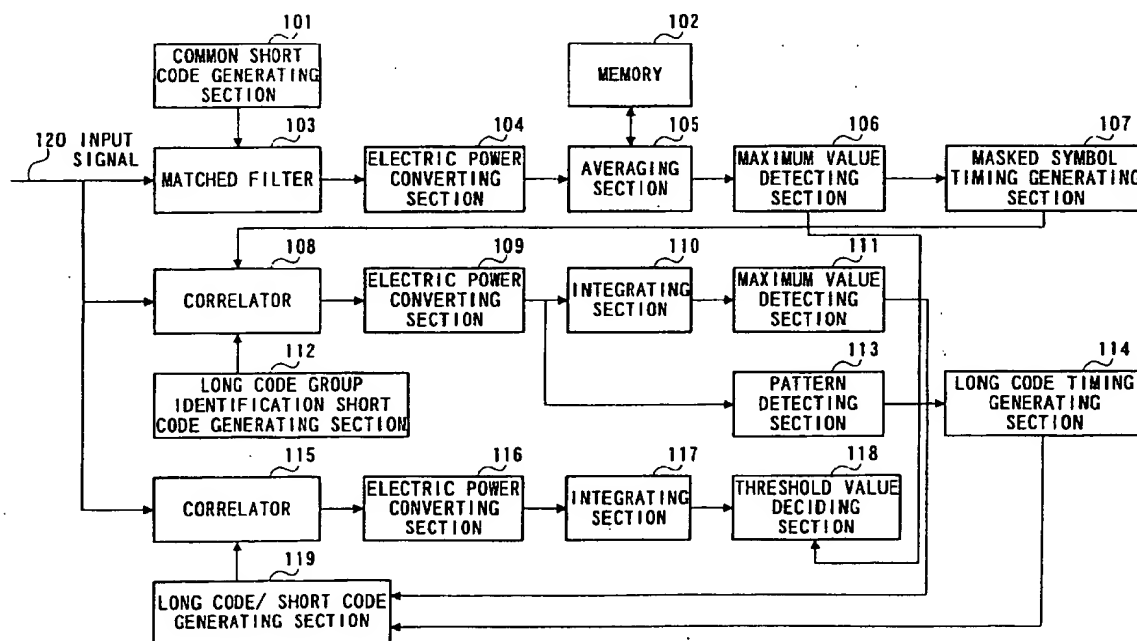 101
COMMON SHORT
CODE GENERATING
SECTION
102
MEMORY
120 INPUT
SIGNAL
103
MATCHED FILTER
104
ELECTRIC POWER
CONVERTING
SECTION
105
AVERAGING
SECTION
106
MAXIMUM VALUE
DETECTING
SECTION
107
MASKED SYMBOL
TIMING GENERATING
SECTION
108
CORRELATOR
109
ELECTRIC POWER
CONVERTING
SECTION
110
INTEGRATING
SECTION
111
MAXIMUM VALUE
DETECTING
SECTION
112
LONG CODE GROUP
IDENTIFICATION SHORT
CODE GENERATING SECTION
113
PATTERN
DETECTING
SECTION
114
LONG CODE TIMING
GENERATING
SECTION
115
CORRELATOR
116
ELECTRIC POWER
CONVERTING
SECTION
117
INTEGRATING
SECTION
118
THRESHOLD VALUE
DECIDING
SECTION
119
LONG CODE/ SHORT CODE
GENERATING SECTION